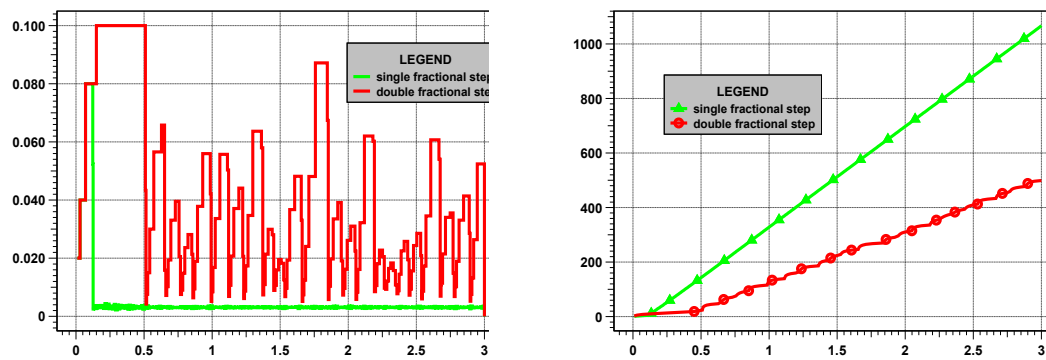 0.100
0.080
0.060
0.040
0.020
0
0 0.5 1 1.5 2 2.5 3
LEGEND
single fractional step
double fractional step
1000
800
600
400
200
0
0 0.5 1 1.5 2 2.5 3
LEGEND
single fractional step
double fractional step